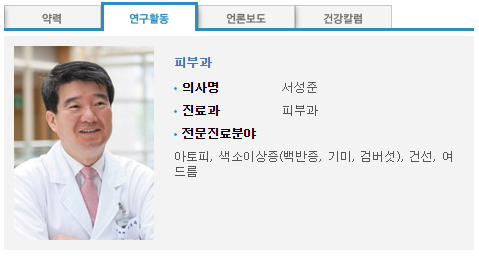 약력
연구활동
언론보도
건강칼럼
피부과
의사명 서성준
진료과 피부과
전문진료분야
아토피, 색소이상증(백반증, 기미, 검버섯), 건선, 여
드름